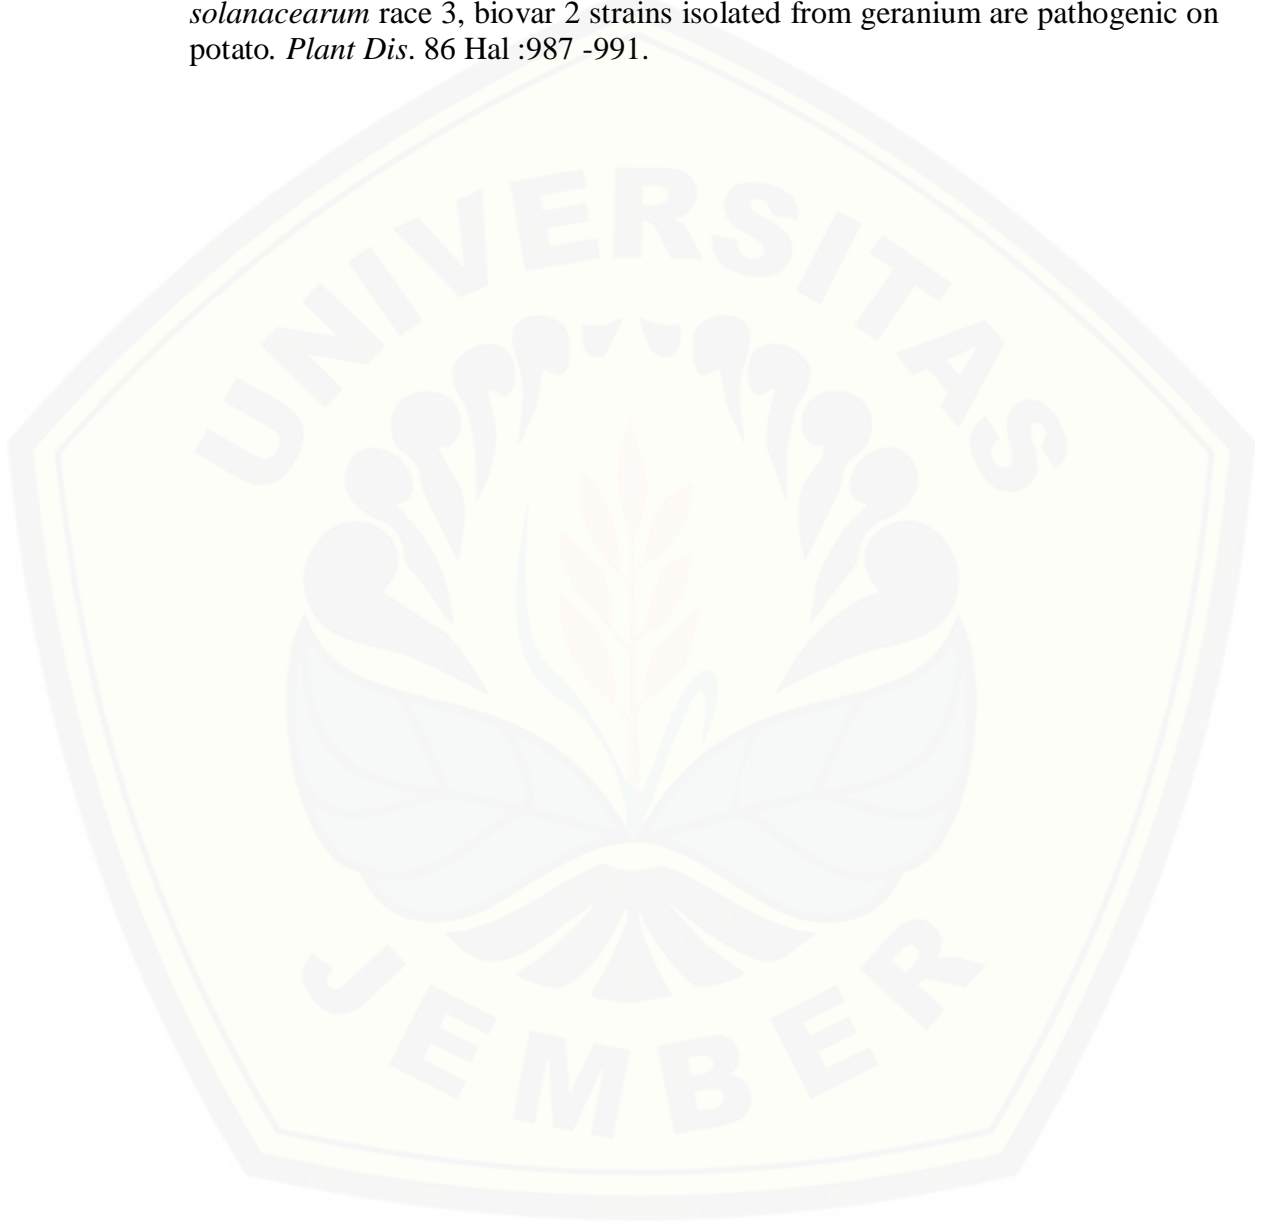 solanacearum race 3, biovar 2 strains isolated from geranium are pathogenic on
potato. Plant Dis. 86 Hal :987 -991.
UNIVERSITAS
JEMBER